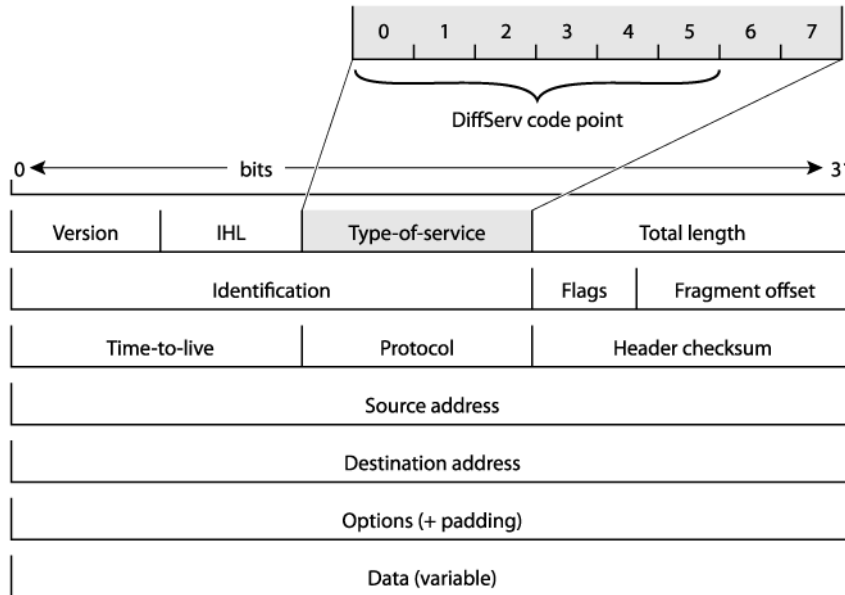 0 1 2 3 4 5 6 7
DiffServ code point
0 bits 31
Version IHL Type-of-service Total length
Identification Flags Fragment offset
Time-to-live Protocol Header checksum
Source address
Destination address
Options (+ padding)
Data (variable)